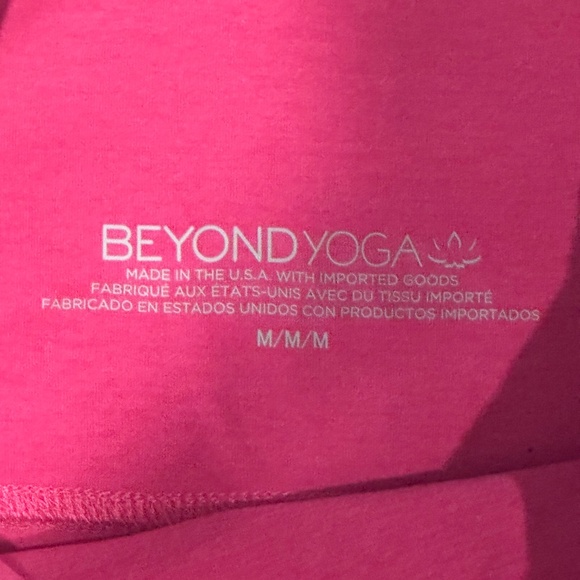 BEYOND YOGA
MADE IN THE U.S.A. WITH IMPORTED GOODS
FABRIQUÉ AUX ÉTATS-UNIS AVEC DU TISSU IMPORTÉ
FABRICADO EN ESTADOS UNIDOS CON PRODUCTOS IMPORTADOS
M/M/M